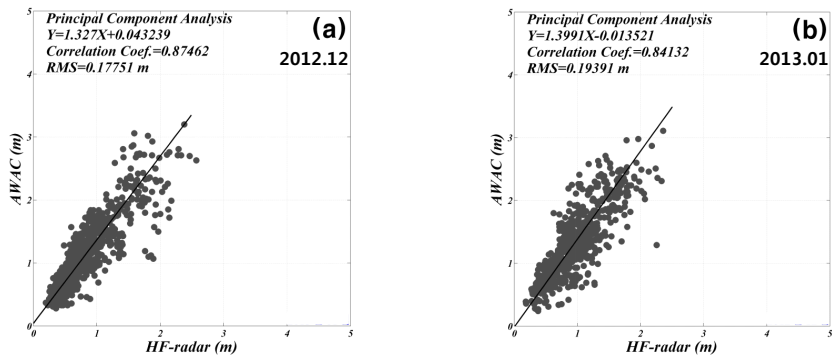 Principal Component Analysis
Y=1.327X+0.043239
Correlation Coef.=0.87462
RMS=0.17751 m
(a)
2012.12
5
4
3
2
1
0
AWAC (m)
0 1 2 3 4 5
HF-radar (m)
Principal Component Analysis
Y=1.3991X-0.013521
Correlation Coef.=0.84132
RMS=0.19391 m
(b)
2013.01
5
4
3
2
1
0
AWAC (m)
0 1 2 3 4 5
HF-radar (m)